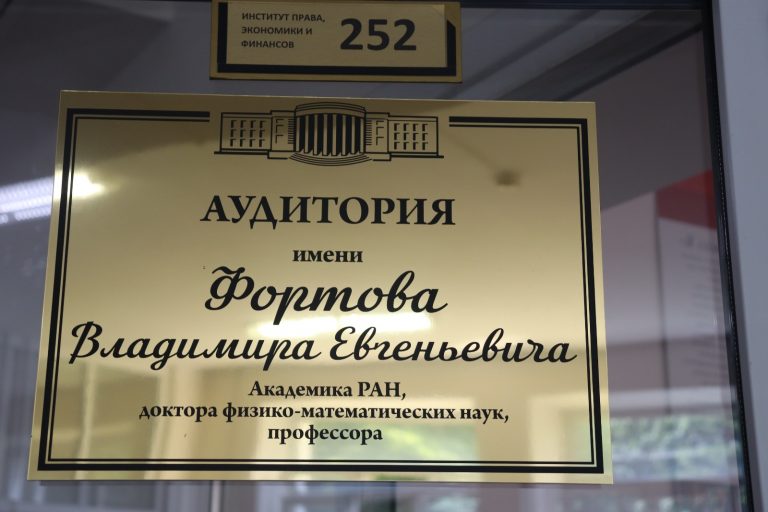 ИНСТИТУТ ПРАВА,
ЭКОНОМИКИ И
ФИНАНСОВ
252
АУДИТОРИЯ
имени
Фортова
Владимира Евгеньевича
Академика РАН,
доктора физико-математических наук,
профессора